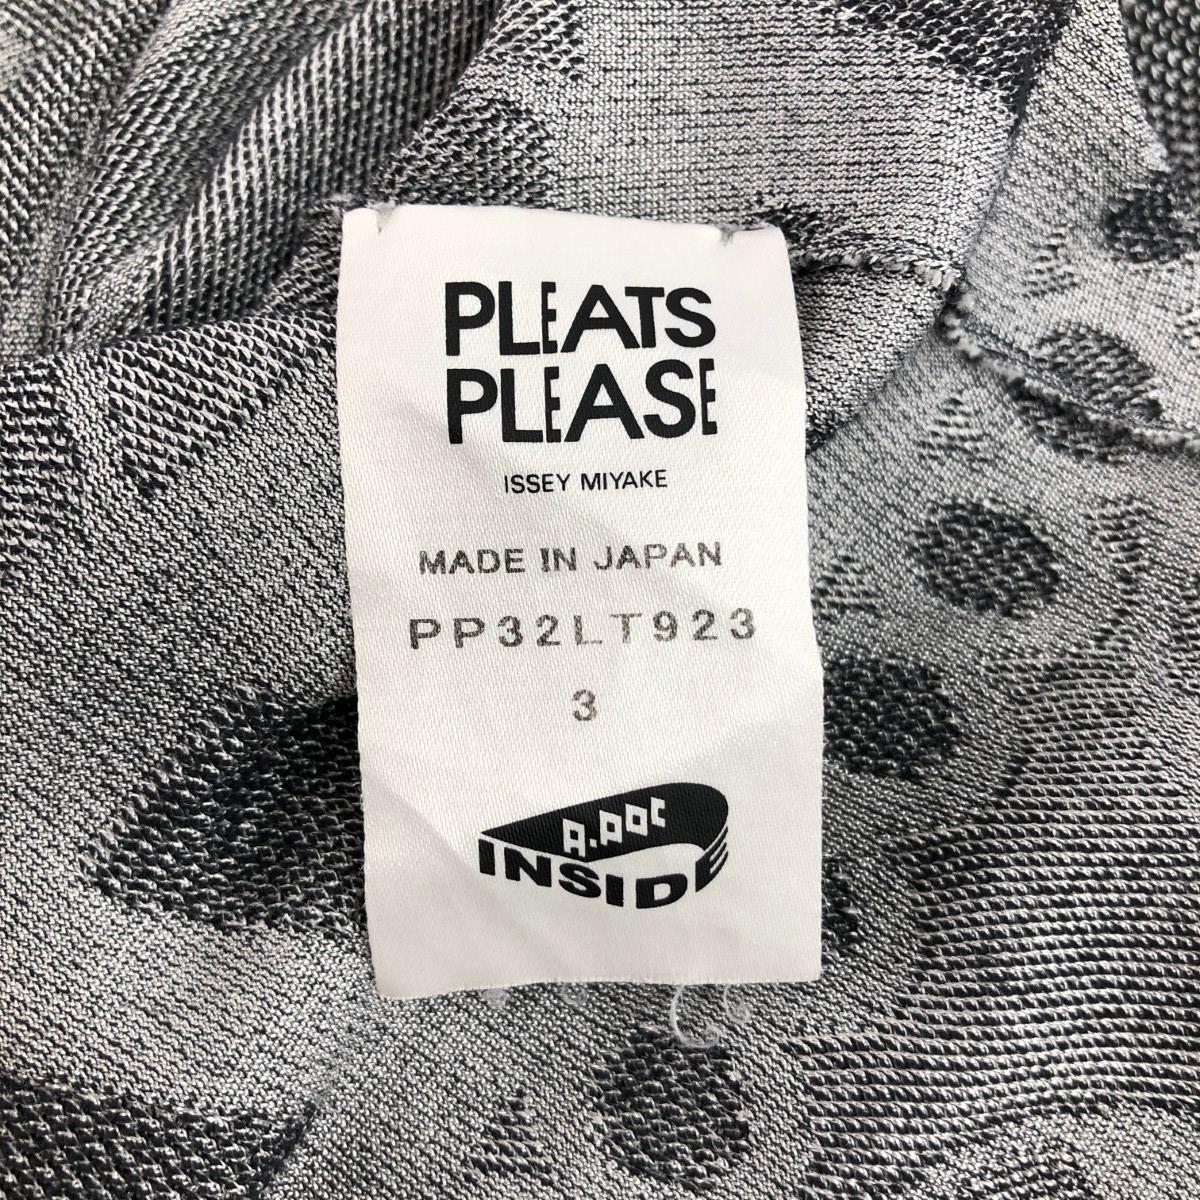 PLEATS
PLEASE
ISSEY MIYAKE
MADE IN JAPAN
PP32LT923
3
A.POC
INSIDE